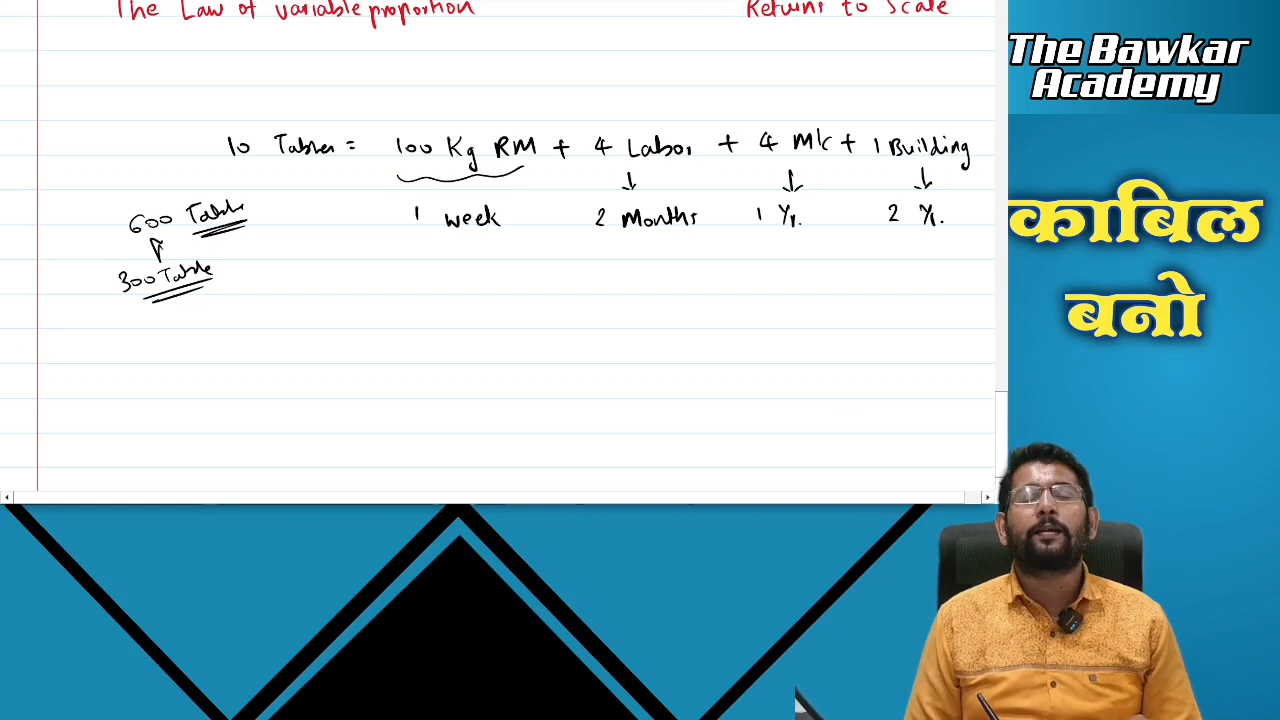 The Law of variable proportion
Returns to Scale
10 Tables = 100 Kg RM + 4 Labor + 4 M/c + 1 Building
1 week
2 Months
1 Yr.
2 Yr.
600 Table
300 Table
The Bawkar
Academy
काबिल
बनो